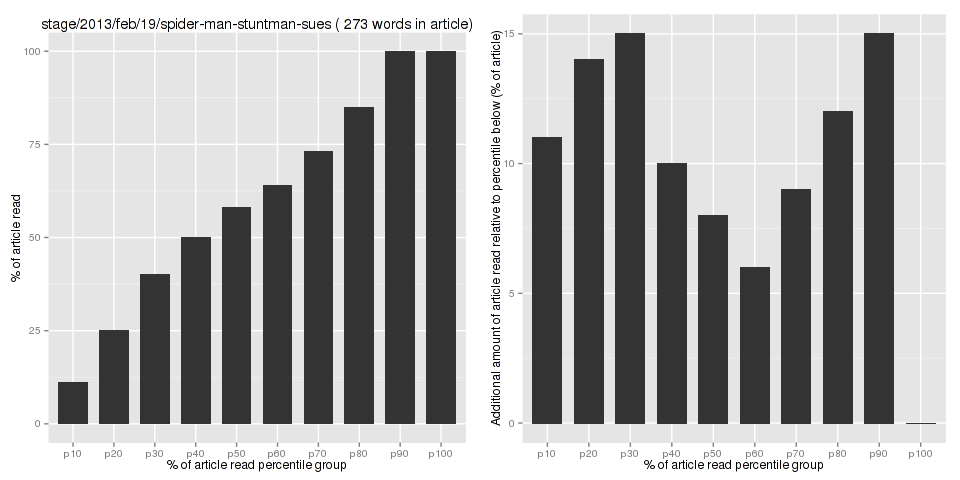 stage/2013/feb/19/spider-man-stuntman-sues ( 273 words in article)
% of article read
100
75
50
25
0
p10 p20 p30 p40 p50 p60 p70 p80 p90 p100
% of article read percentile group
Additional amount of article read relative to percentile below (% of article)
15
10
5
0
p10 p20 p30 p40 p50 p60 p70 p80 p90 p100
% of article read percentile group